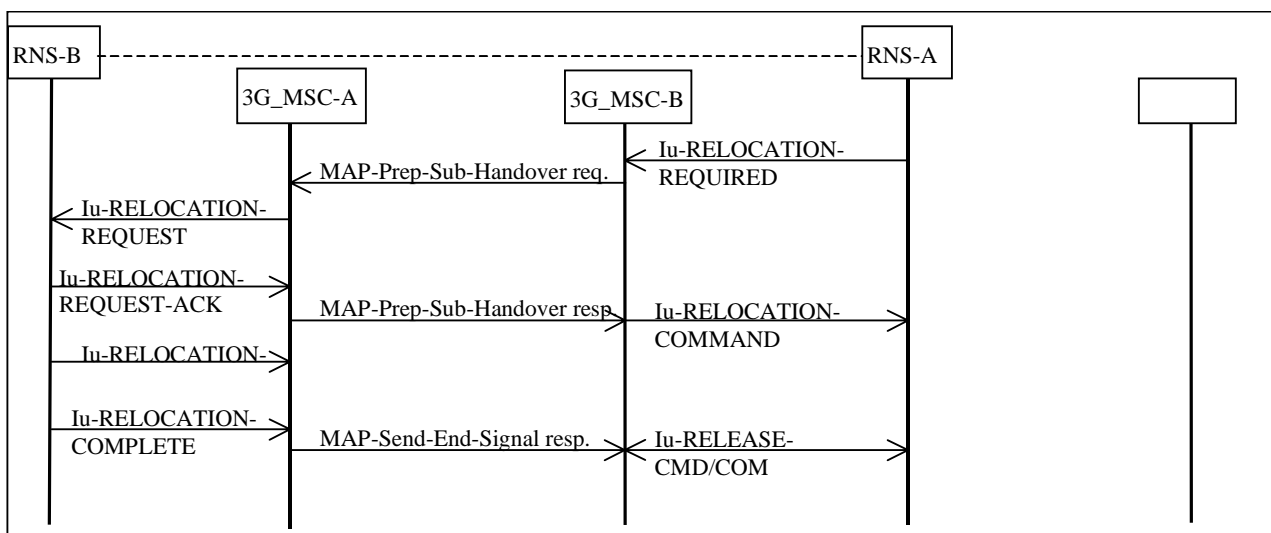 RNS-B
RNS-A
3G_MSC-A
3G_MSC-B
Iu-RELOCATION-
REQUIRED
MAP-Prep-Sub-Handover req.
Iu-RELOCATION-
REQUEST
Iu-RELOCATION-
REQUEST-ACK
MAP-Prep-Sub-Handover resp
Iu-RELOCATION-
COMMAND
Iu-RELOCATION-
Iu-RELOCATION-
COMPLETE
MAP-Send-End-Signal resp.
Iu-RELEASE-
CMD/COM